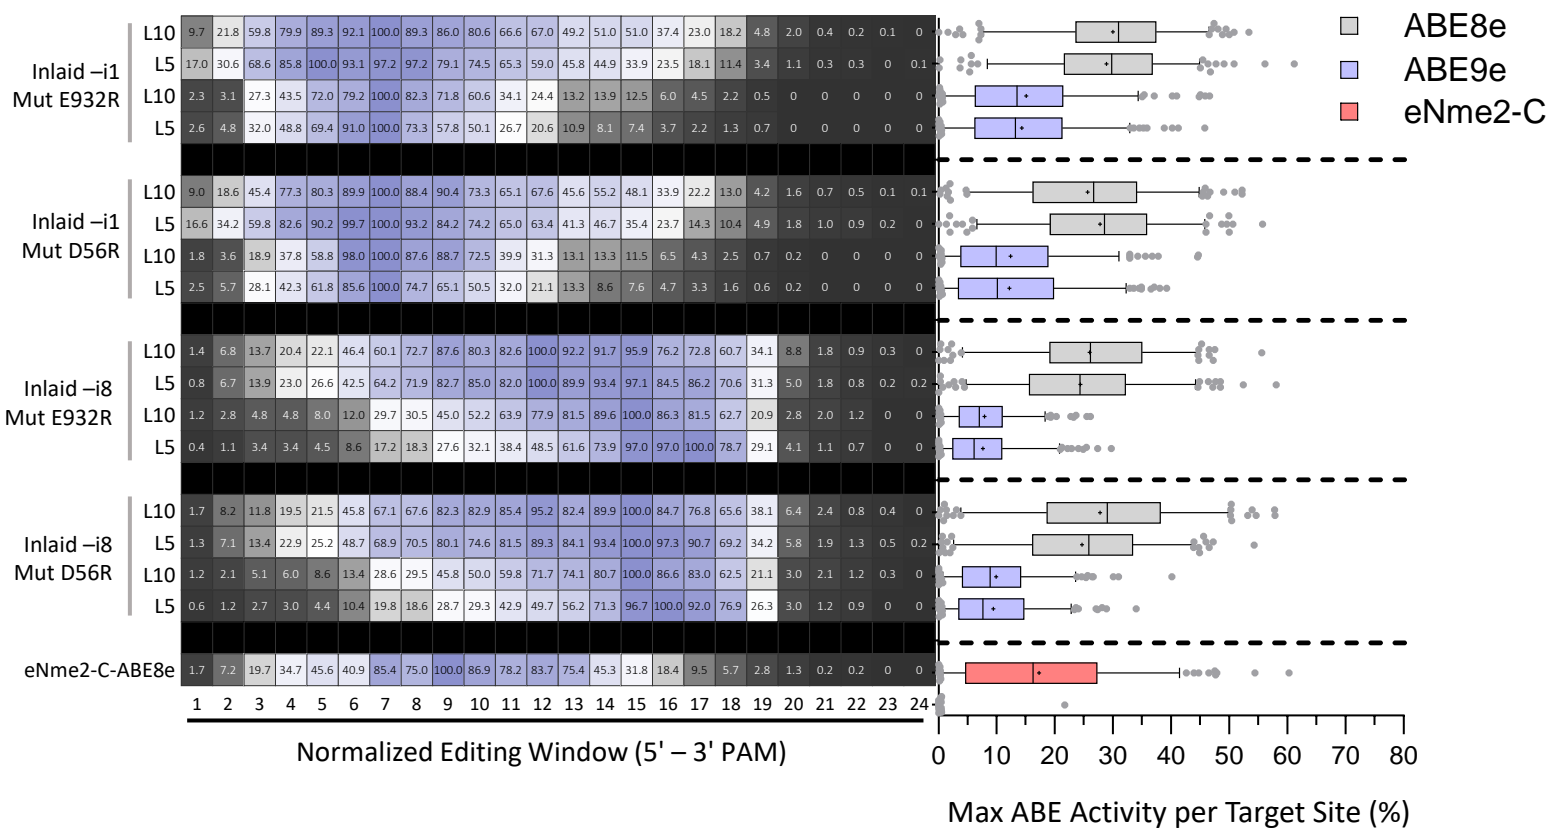 ABE8e
ABE9e
eNme2-C
Inlaid –i1
Mut E932R
L10 9.7 21.8 59.8 79.9 89.3 92.1 100.0 89.3 86.0 80.6 66.6 67.0 49.2 51.0 51.0 37.4 23.0 18.2 4.8 2.0 0.4 0.2 0.1 0
L5 17.0 30.6 68.6 85.8 100.0 93.1 97.2 97.2 79.1 74.5 65.3 59.0 45.8 44.9 33.9 23.5 18.1 11.4 3.4 1.1 0.3 0.3 0 0.1
L10 2.3 3.1 27.3 43.5 72.0 79.2 100.0 82.3 71.8 60.6 34.1 24.4 13.2 13.9 12.5 6.0 4.5 2.2 0.5 0 0 0 0 0
L5 2.6 4.8 32.0 48.8 69.4 91.0 100.0 73.3 57.8 50.1 26.7 20.6 10.9 8.1 7.4 3.7 2.2 1.3 0.7 0 0 0 0 0
Inlaid –i1
Mut D56R
L10 9.0 18.6 45.4 77.3 80.3 89.9 100.0 88.4 90.4 73.3 65.1 67.6 45.6 55.2 48.1 33.9 22.2 13.0 4.2 1.6 0.7 0.5 0.1 0.1
L5 16.6 34.2 59.8 82.6 90.2 99.7 100.0 93.2 84.2 74.2 65.0 63.4 41.3 46.7 35.4 23.7 14.3 10.4 4.9 1.8 1.0 0.9 0.2 0
L10 1.8 3.6 18.9 37.8 58.8 98.0 100.0 87.6 88.7 72.5 39.9 31.3 13.1 13.3 11.5 6.5 4.3 2.5 0.7 0.2 0 0 0 0
L5 2.5 5.7 28.1 42.3 61.8 85.6 100.0 74.7 65.1 50.5 32.0 21.1 13.3 8.6 7.6 4.7 3.3 1.6 0.6 0.2 0 0 0 0
Inlaid –i8
Mut E932R
L10 1.4 6.8 13.7 20.4 22.1 46.4 60.1 72.7 87.6 80.3 82.6 100.0 92.2 91.7 95.9 76.2 72.8 60.7 34.1 8.8 1.8 0.9 0.3 0
L5 0.8 6.7 13.9 23.0 26.6 42.5 64.2 71.9 82.7 85.0 82.0 100.0 89.9 93.4 97.1 84.5 86.2 70.6 31.3 5.0 1.8 0.8 0.2 0.2
L10 1.2 2.8 4.8 4.8 8.0 12.0 29.7 30.5 45.0 52.2 63.9 77.9 81.5 89.6 100.0 86.3 81.5 62.7 20.9 2.8 2.0 1.2 0 0
L5 0.4 1.1 3.4 3.4 4.5 8.6 17.2 18.3 27.6 32.1 38.4 48.5 61.6 73.9 97.0 97.0 100.0 78.7 29.1 4.1 1.1 0.7 0 0
Inlaid –i8
Mut D56R
L10 1.7 8.2 11.8 19.5 21.5 45.8 67.1 67.6 82.3 82.9 85.4 95.2 82.4 89.9 100.0 84.7 76.8 65.6 38.1 6.4 2.4 0.8 0.4 0
L5 1.3 7.1 13.4 22.9 25.2 48.7 68.9 70.5 80.1 74.6 81.5 89.3 84.1 93.4 100.0 97.3 90.7 69.2 34.2 5.8 1.9 1.3 0.5 0.2
L10 1.2 2.1 5.1 6.0 8.6 13.4 28.6 29.5 45.8 50.0 59.8 71.7 74.1 80.7 100.0 86.6 83.0 62.5 21.1 3.0 2.1 1.2 0.3 0
L5 0.6 1.2 2.7 3.0 4.4 10.4 19.8 18.6 28.7 29.3 42.9 49.7 56.2 71.3 96.7 100.0 92.0 76.9 26.3 3.0 1.2 0.9 0 0
eNme2-C-ABE8e 1.7 7.2 19.7 34.7 45.6 40.9 85.4 75.0 100.0 86.9 78.2 83.7 75.4 45.3 31.8 18.4 9.5 5.7 2.8 1.3 0.2 0.2 0 0
1 2 3 4 5 6 7 8 9 10 11 12 13 14 15 16 17 18 19 20 21 22 23 24
Normalized Editing Window (5' – 3' PAM)
0 10 20 30 40 50 60 70 80
Max ABE Activity per Target Site (%)